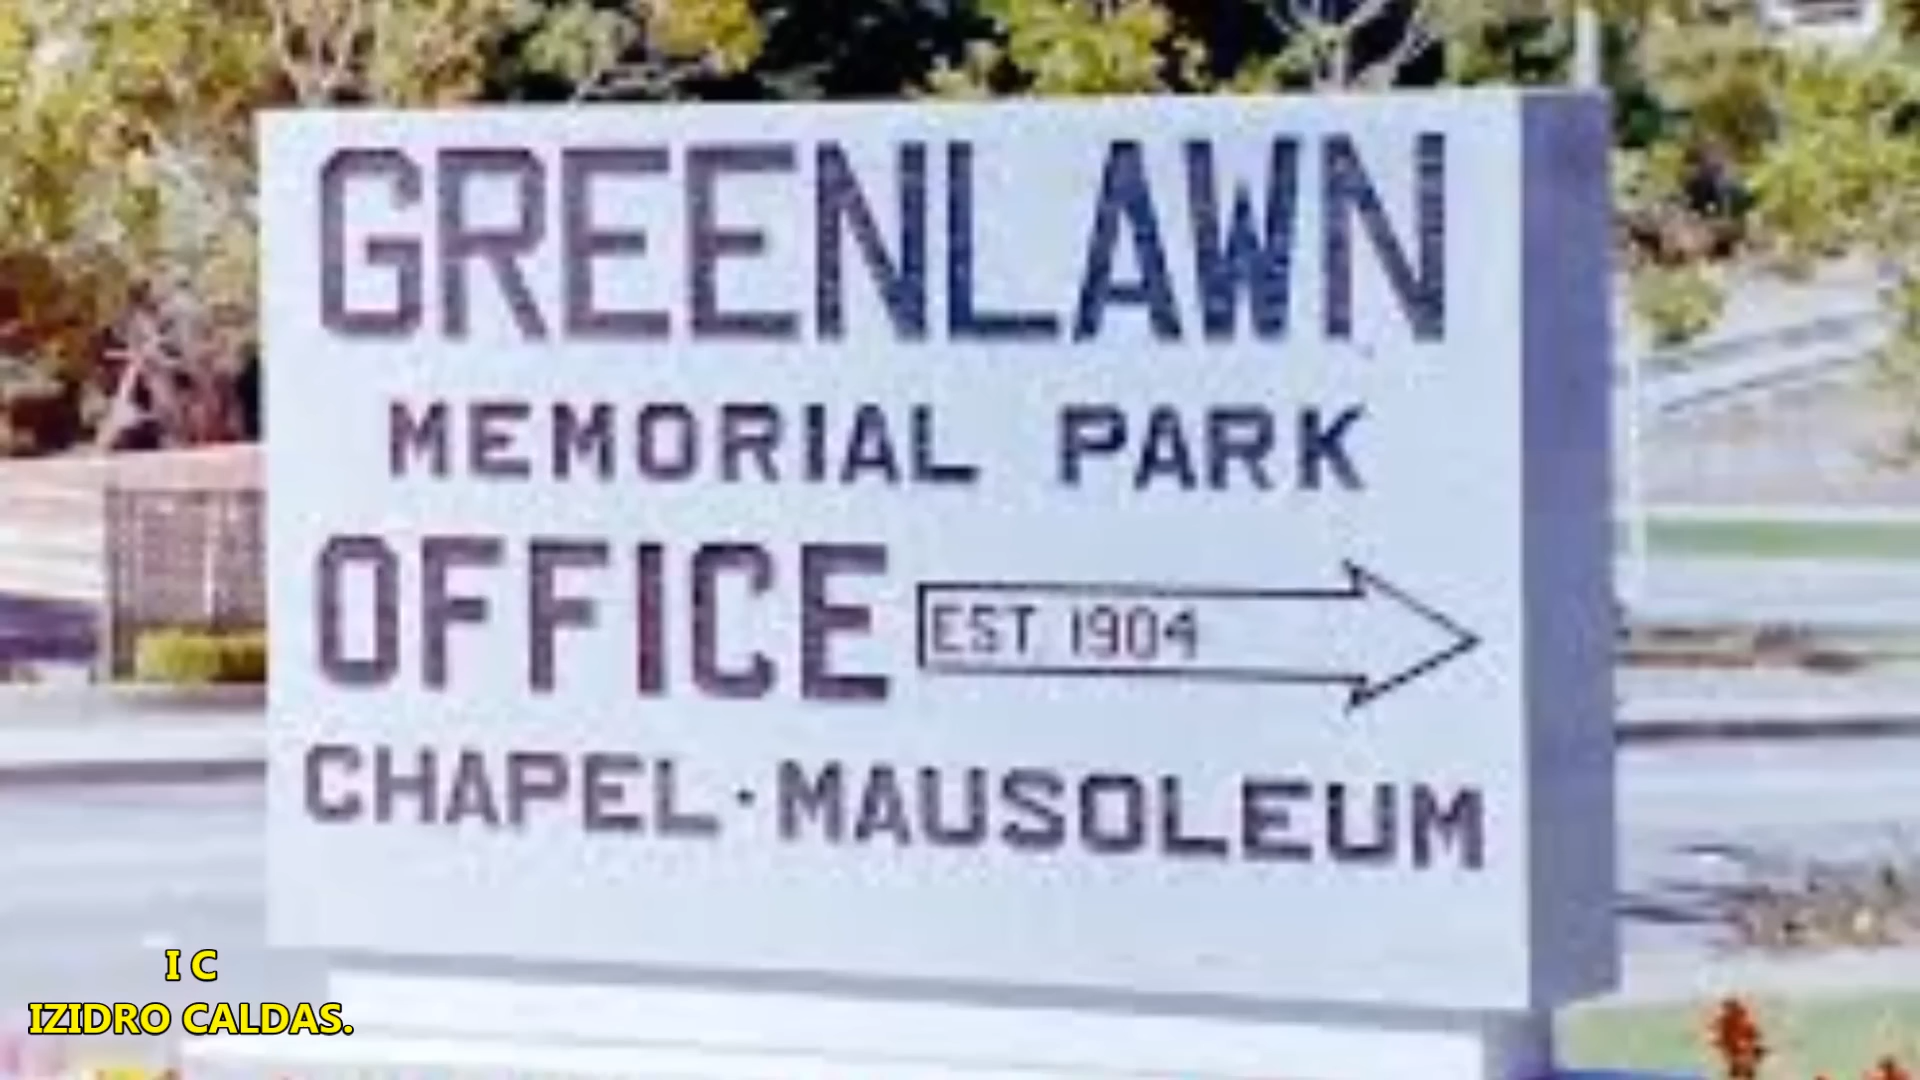 GREENLAWN
MEMORIAL PARK
OFFICE EST. 1904
CHAPEL · MAUSOLEUM
I C
IZIDRO CALDAS.